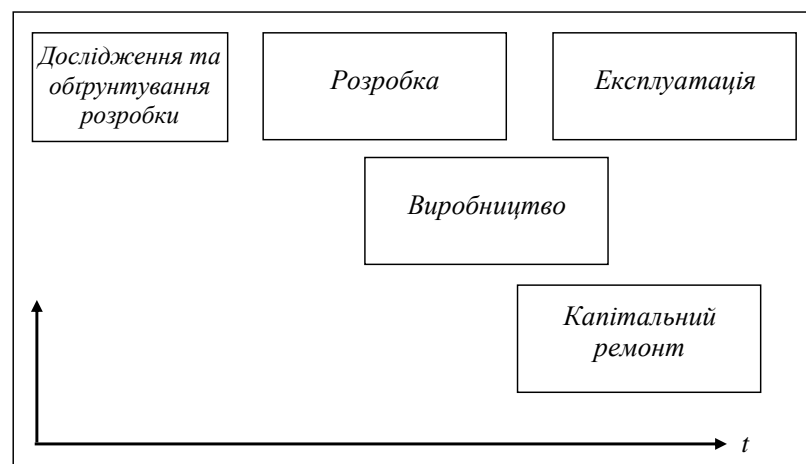 Дослідження та
обґрунтування
розробки
Розробка
Експлуатація
Виробництво
Капітальний
ремонт
t